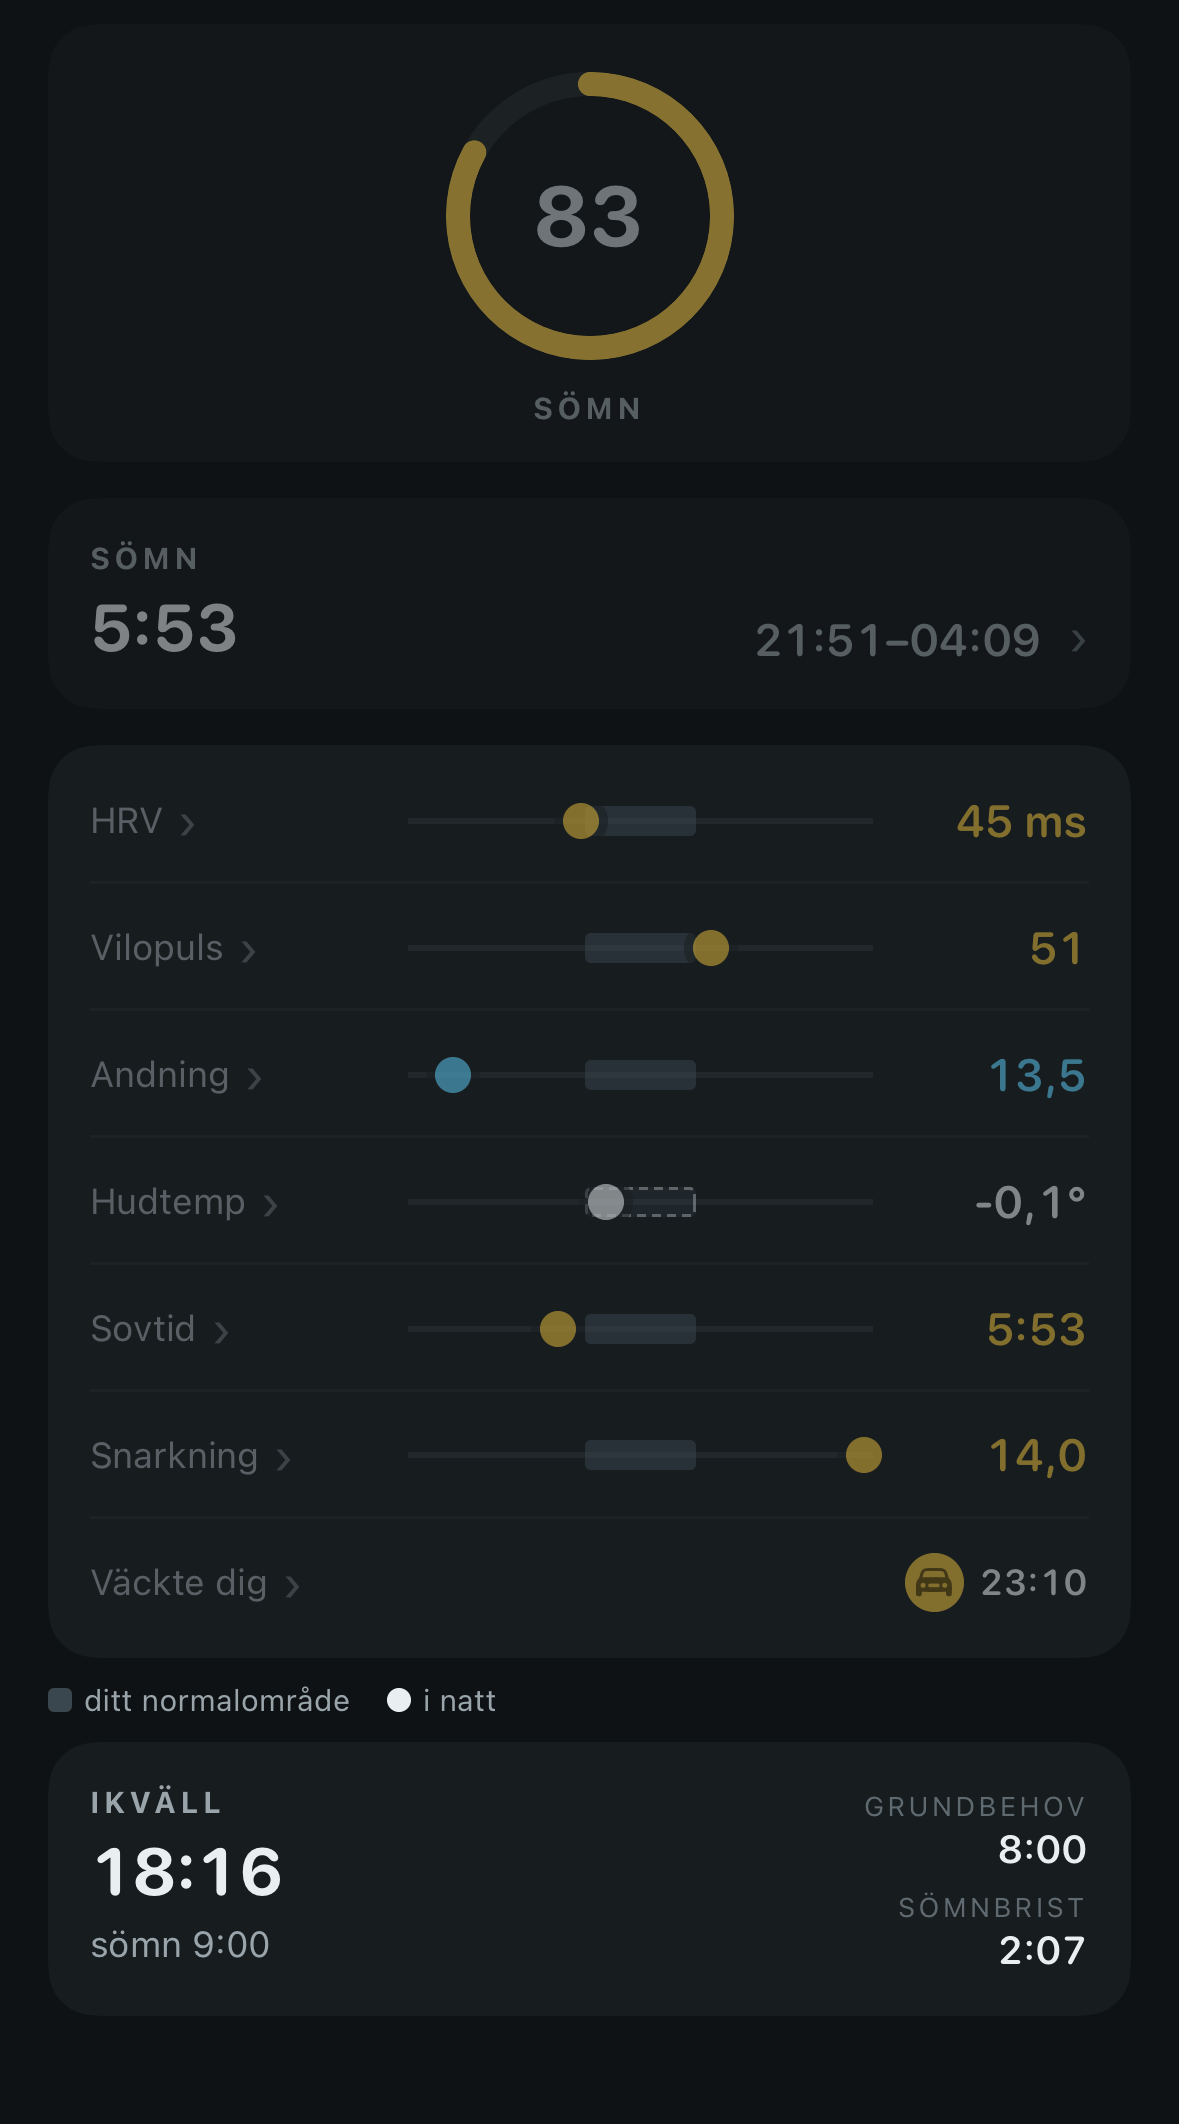 83
SÖMN
SÖMN
5:53
21:51–04:09
HRV 45 ms
Vilopuls 51
Andning 13,5
Hudtemp -0,1°
Sovtid 5:53
Snarkning 14,0
Väckte dig 23:10
ditt normalområde i natt
IKVÄLL
18:16
sömn 9:00
GRUNDBEHOV
8:00
SÖMNBRIST
2:07